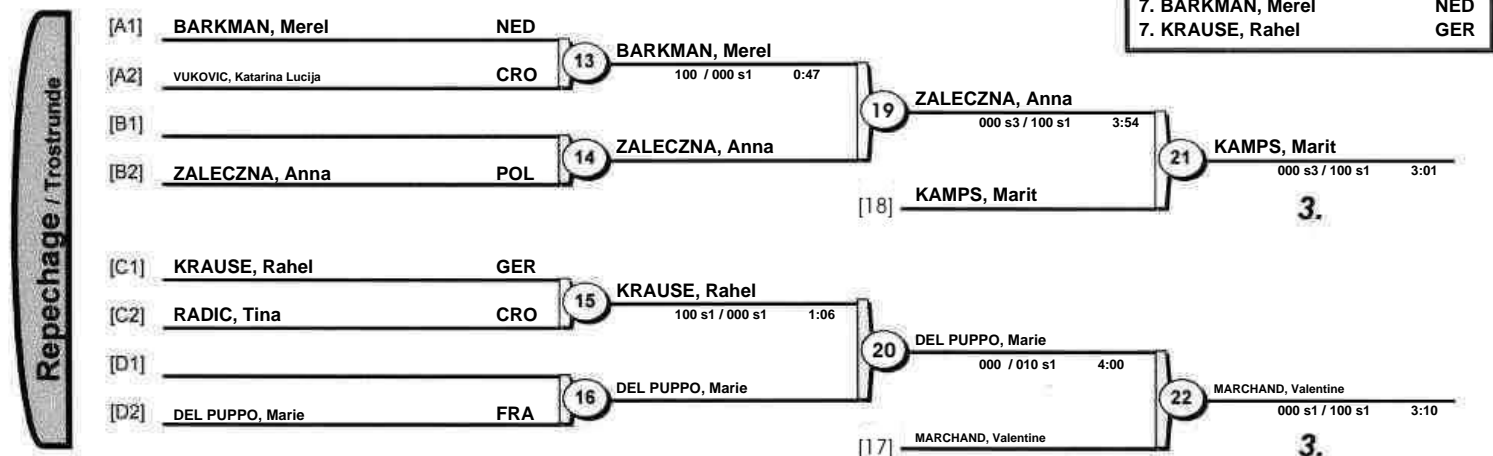 7. BARKMAN, Merel NED
7. KRAUSE, Rahel GER
Repechage / Trostrunde
[A1] BARKMAN, Merel NED
[A2] VUKOVIC, Katarina Lucija CRO
13 BARKMAN, Merel
100 / 000 s1 0:47
[B1]
[B2] ZALECZNA, Anna POL
14 ZALECZNA, Anna
19 ZALECZNA, Anna
000 s3 / 100 s1 3:54
[18] KAMPS, Marit
21 KAMPS, Marit
000 s3 / 100 s1 3:01
3.
[C1] KRAUSE, Rahel GER
[C2] RADIC, Tina CRO
15 KRAUSE, Rahel
100 s1 / 000 s1 1:06
[D1]
[D2] DEL PUPPO, Marie FRA
16 DEL PUPPO, Marie
20 DEL PUPPO, Marie
000 / 010 s1 4:00
[17] MARCHAND, Valentine
22 MARCHAND, Valentine
000 s1 / 100 s1 3:10
3.